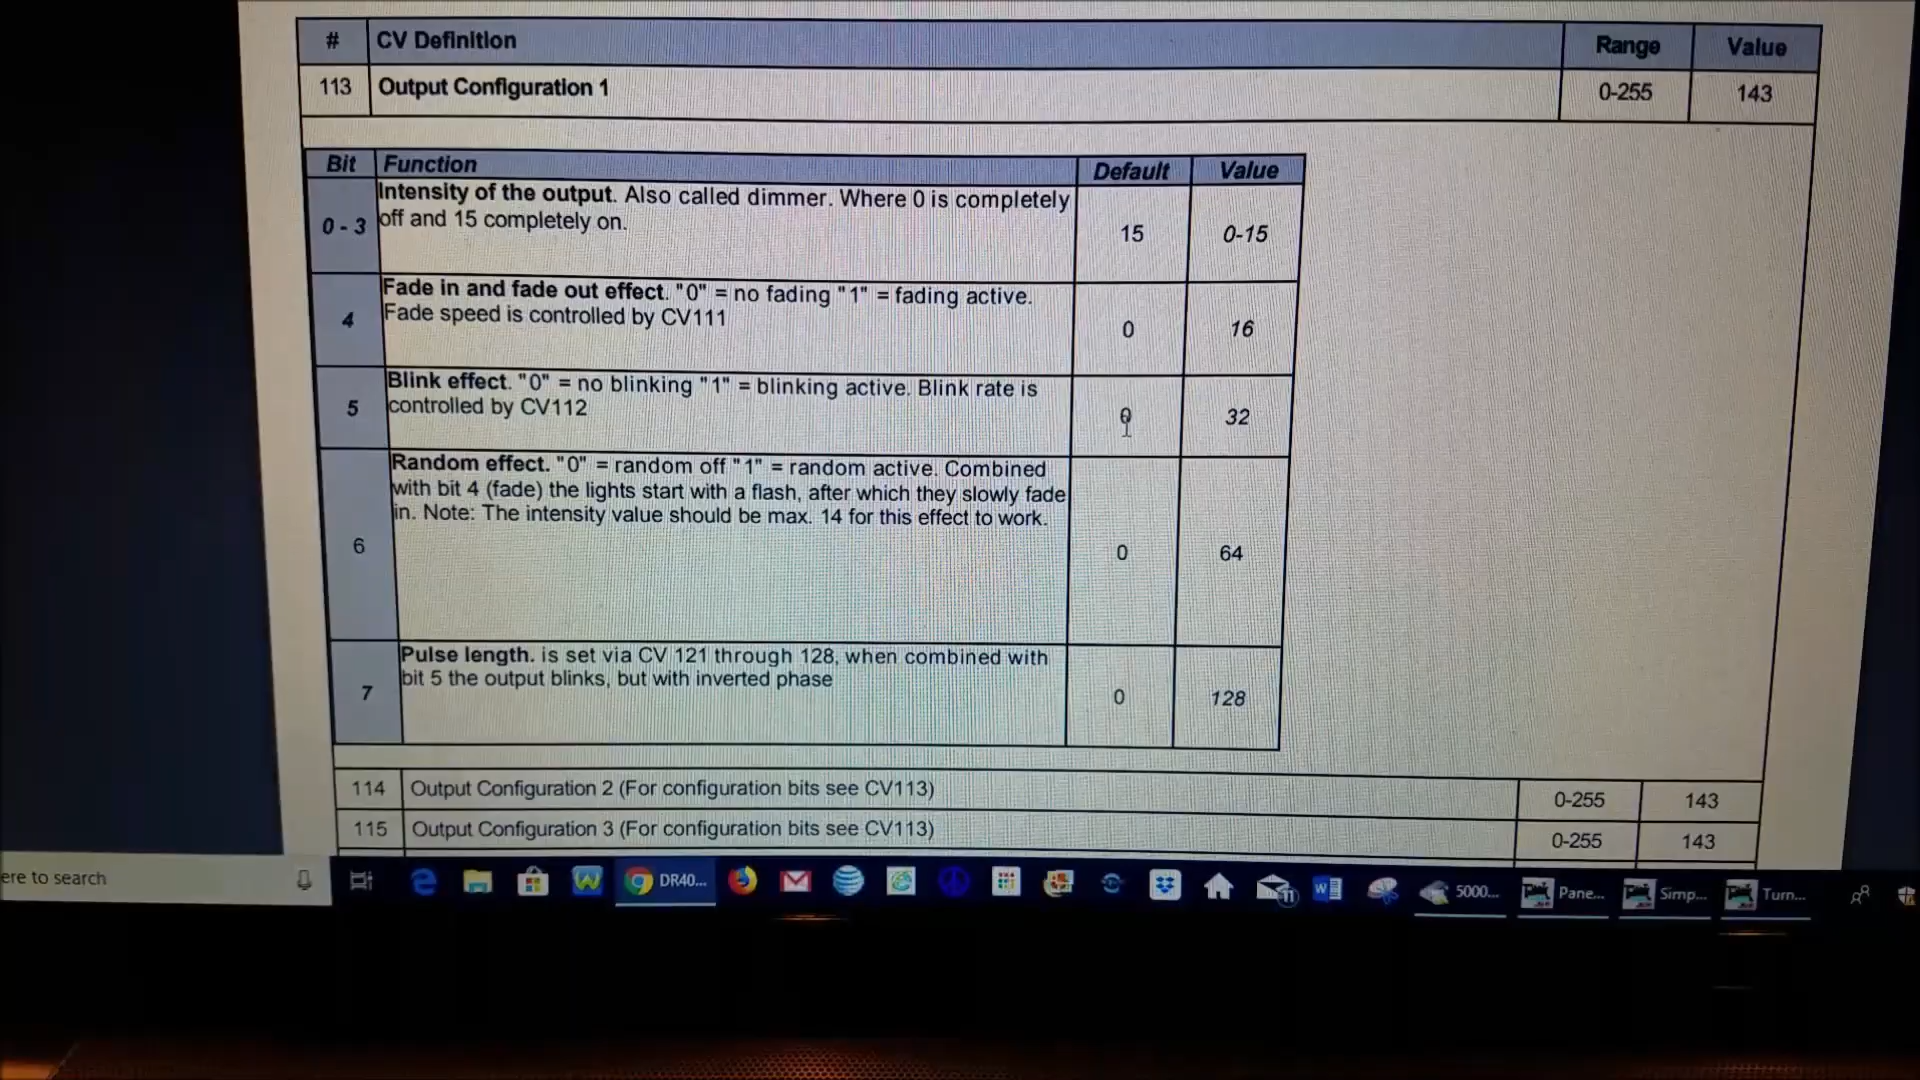 # CV Definition Range Value
113 Output Configuration 1 0-255 143
Bit Function Default Value
Intensity of the output. Also called dimmer. Where 0 is completely
off and 15 completely on.
0 - 3 15 0-15
Fade in and fade out effect. "0" = no fading "1" = fading active.
Fade speed is controlled by CV111
4 0 16
Blink effect. "0" = no blinking "1" = blinking active. Blink rate is
controlled by CV112
5 0 32
Random effect. "0" = random off "1" = random active. Combined
with bit 4 (fade) the lights start with a flash, after which they slowly fade
in. Note: The intensity value should be max. 14 for this effect to work.
6 0 64
Pulse length. is set via CV 121 through 128, when combined with
bit 5 the output blinks, but with inverted phase
7 0 128
114 Output Configuration 2 (For configuration bits see CV113) 0-255 143
115 Output Configuration 3 (For configuration bits see CV113) 0-255 143
ere to search
DR40...
11
5000...
Pane...
Simp...
Turn...